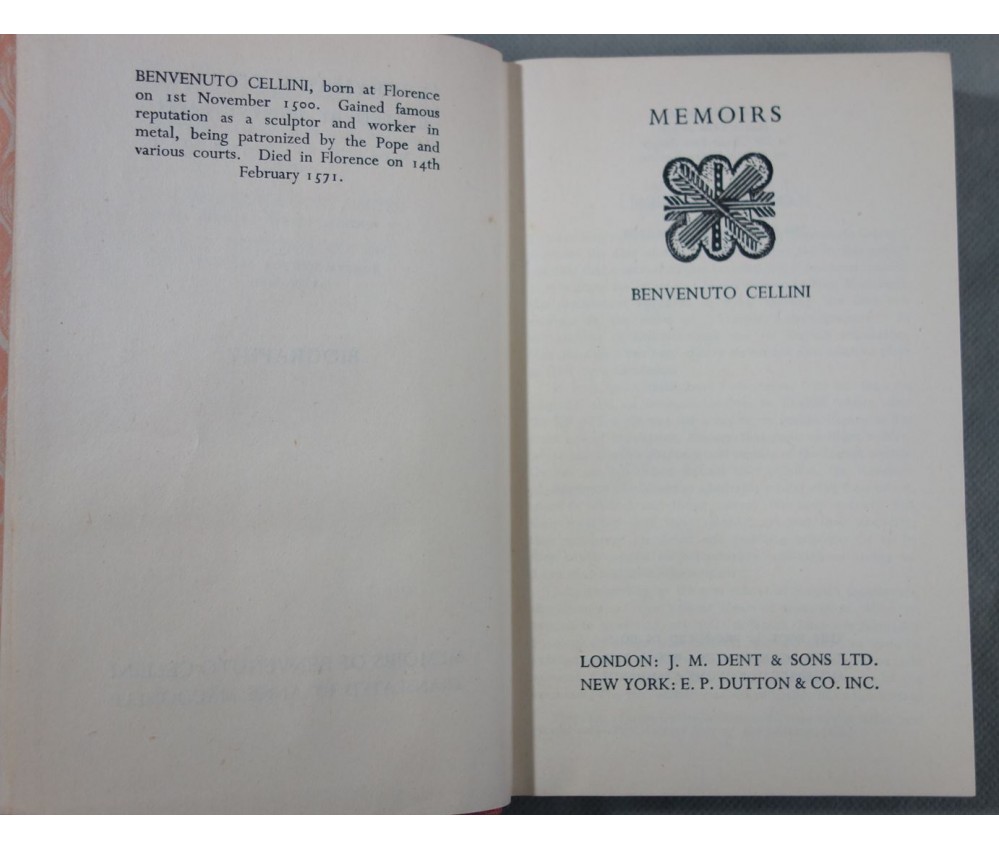 BENVENUTO CELLINI, born at Florence
on 1st November 1500. Gained famous
reputation as a sculptor and worker in
metal, being patronized by the Pope and
various courts. Died in Florence on 14th
February 1571.
MEMOIRS
BENVENUTO CELLINI
LONDON: J. M. DENT & SONS LTD.
NEW YORK: E. P. DUTTON & CO. INC.